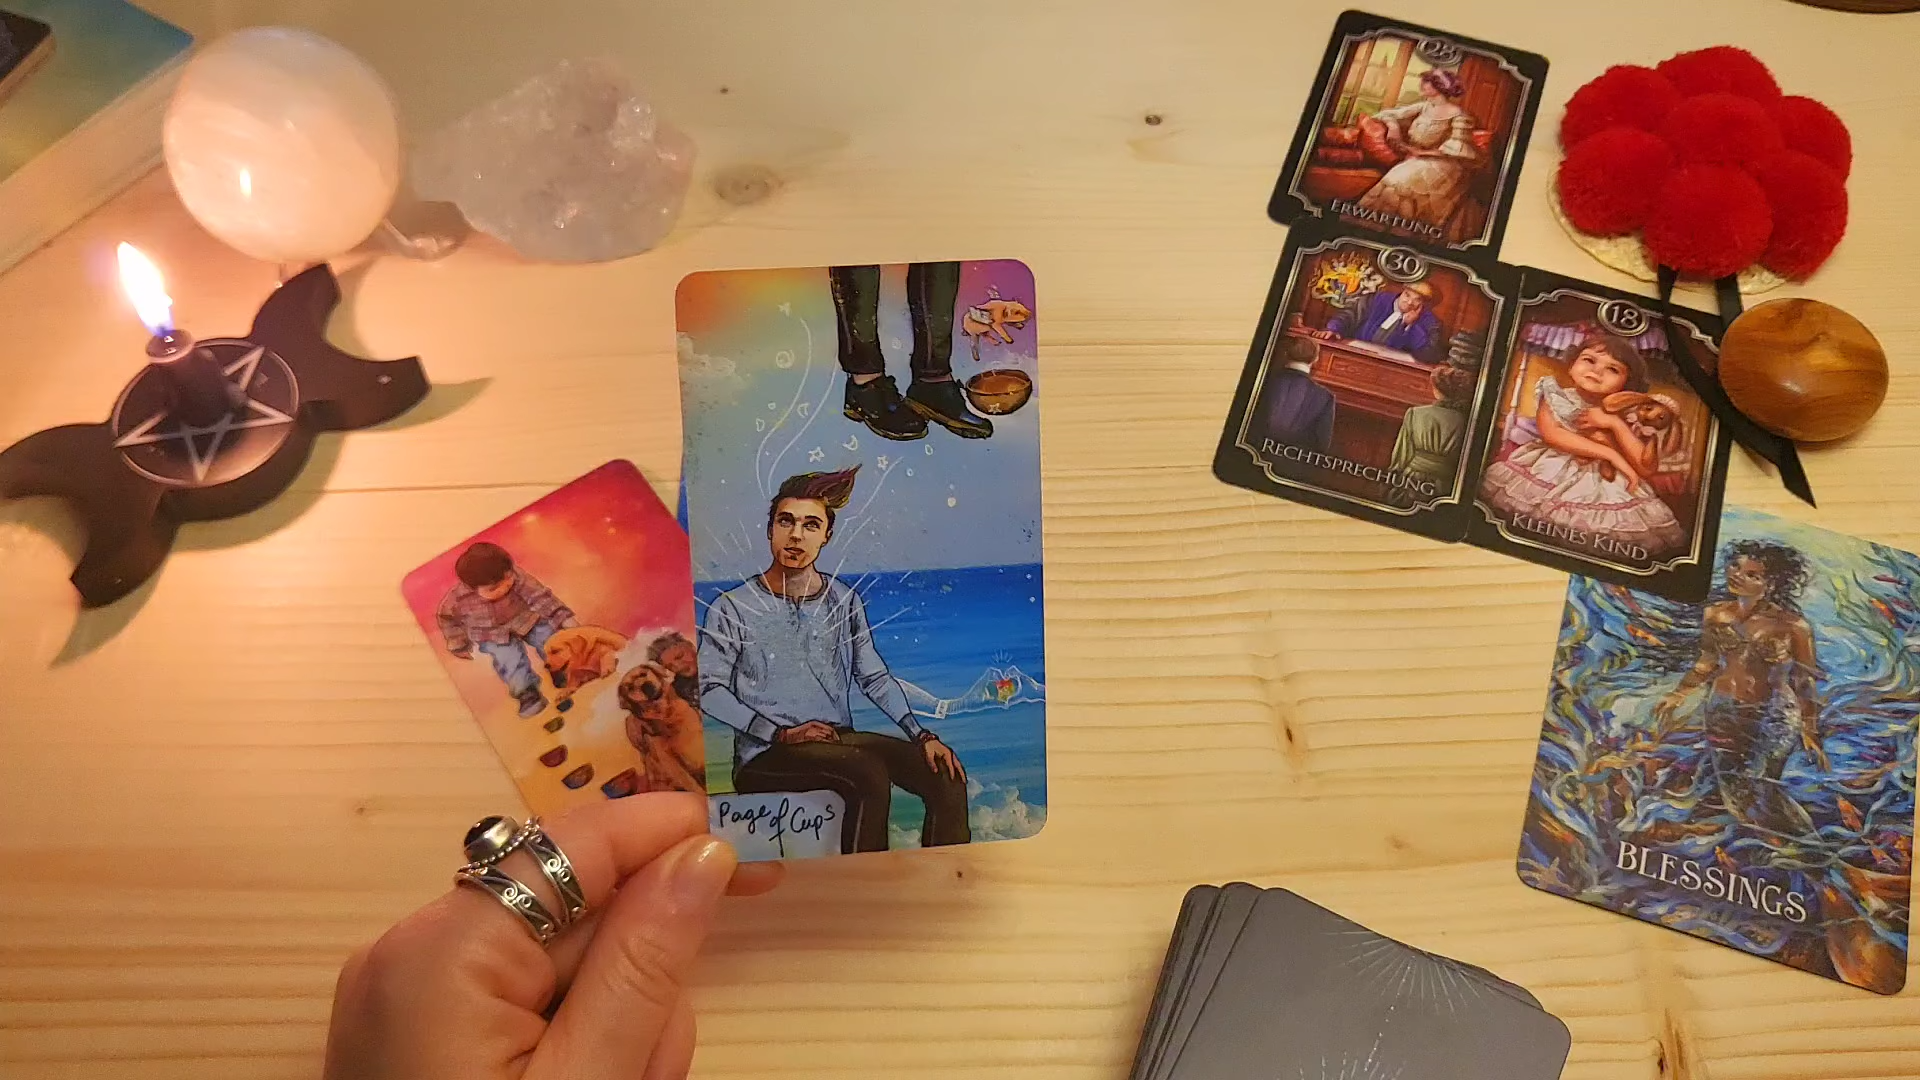 28
ERWARTUNG
30
RECHTSPRECHUNG
18
KLEINES KIND
Page of Cups
BLESSINGS